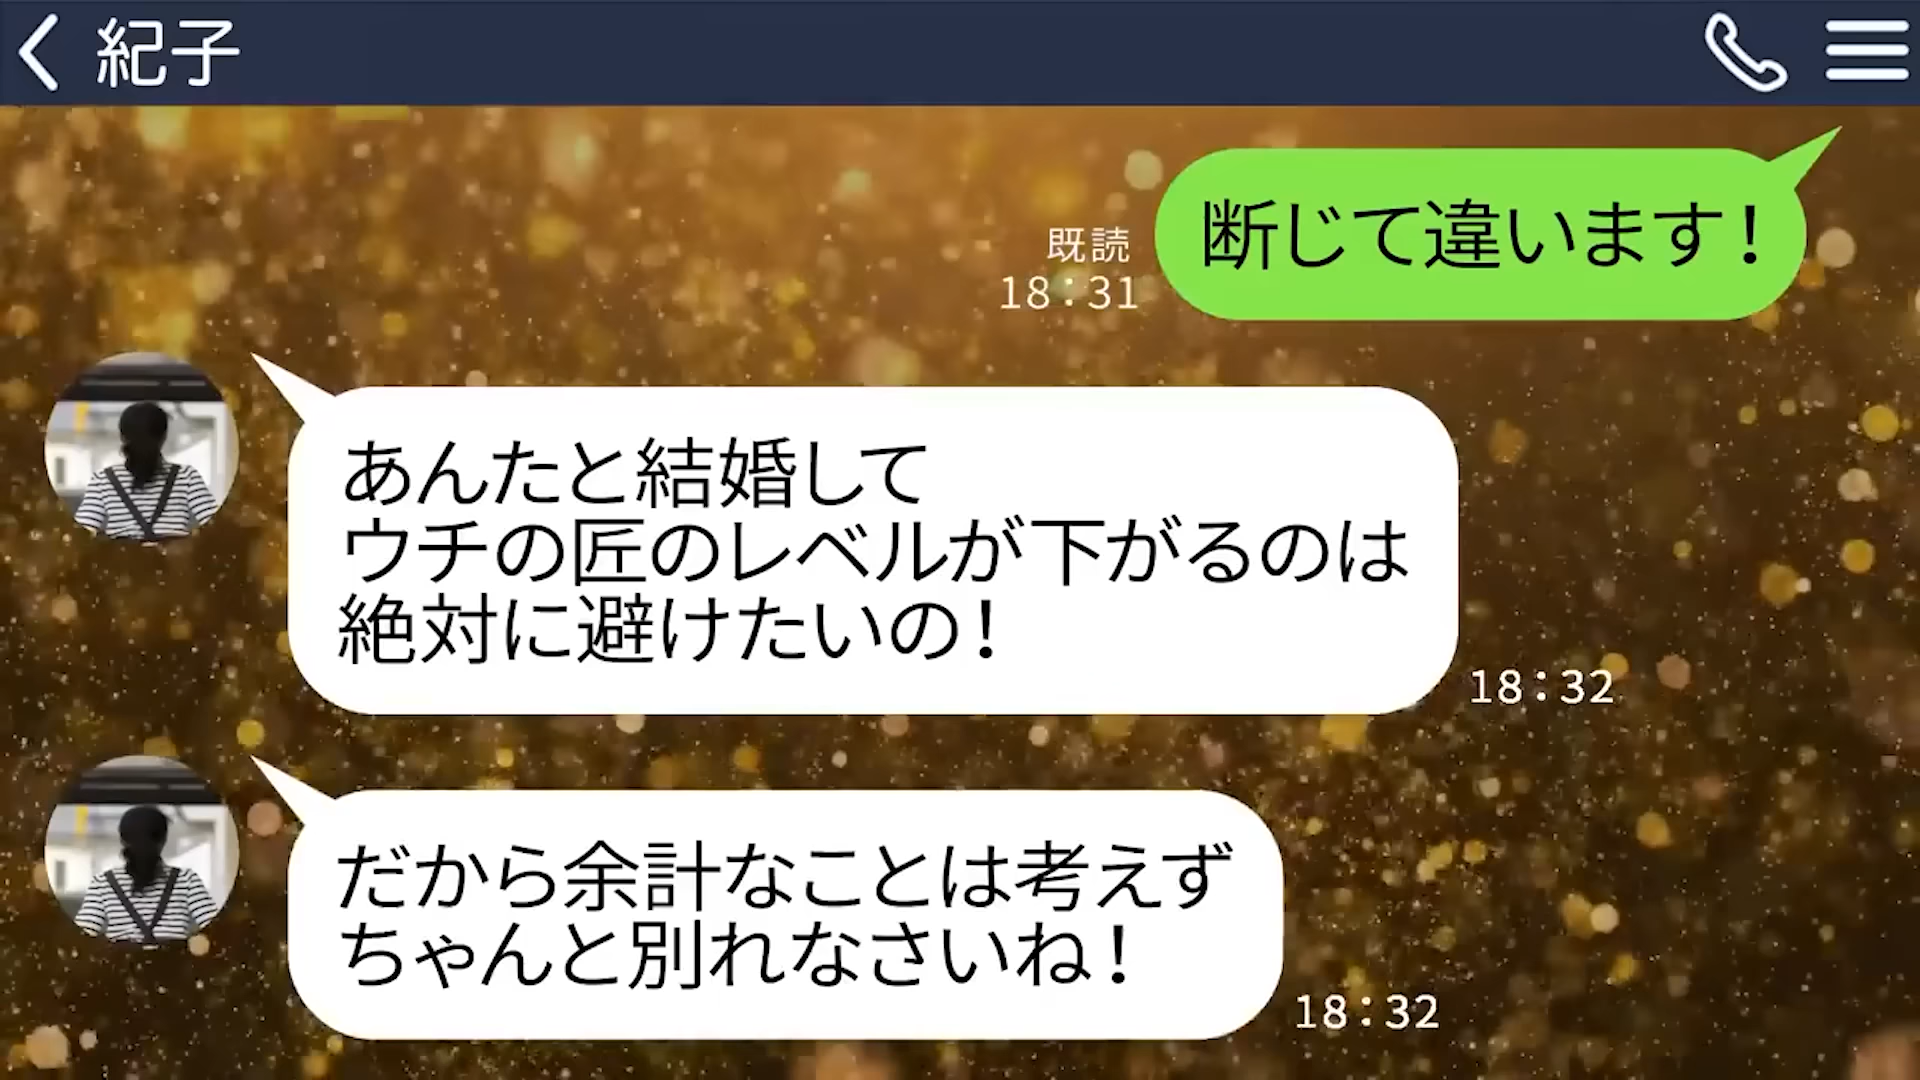 紀子
断じて違います！
既読
18：31
あんたと結婚して
ウチの匠のレベルが下がるのは
絶対に避けたいの！
18：32
だから余計なことは考えず
ちゃんと別れなさいね！
18：32